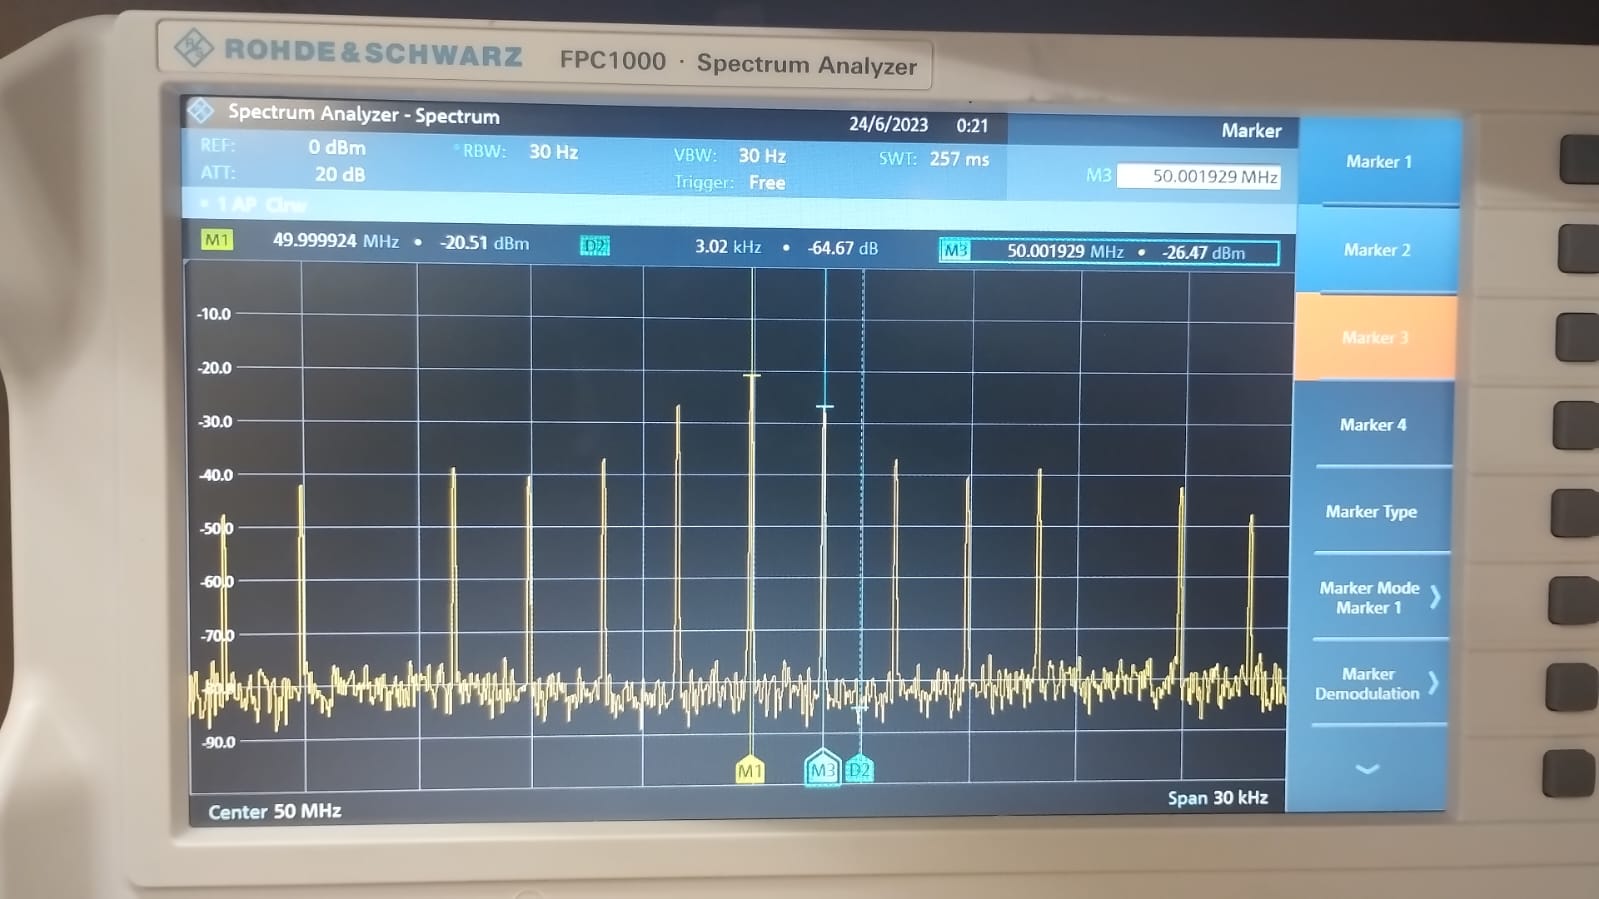 ROHDE&SCHWARZ FPC1000 · Spectrum Analyzer
Spectrum Analyzer - Spectrum 24/6/2023 0:21 Marker
REF: 0 dBm RBW: 30 Hz VBW: 30 Hz SWT: 257 ms
ATT: 20 dB Trigger: Free M3 50.001929 MHz
1 AP Clrw
M1 49.999924 MHz • -20.51 dBm D2 3.02 kHz • -64.67 dB M3 50.001929 MHz • -26.47 dBm
-10.0
-20.0
-30.0
-40.0
-50.0
-60.0
-70.0
-90.0
M1 M3 D2
Center 50 MHz Span 30 kHz
Marker 1
Marker 2
Marker 3
Marker 4
Marker Type
Marker Mode
Marker 1
Marker
Demodulation